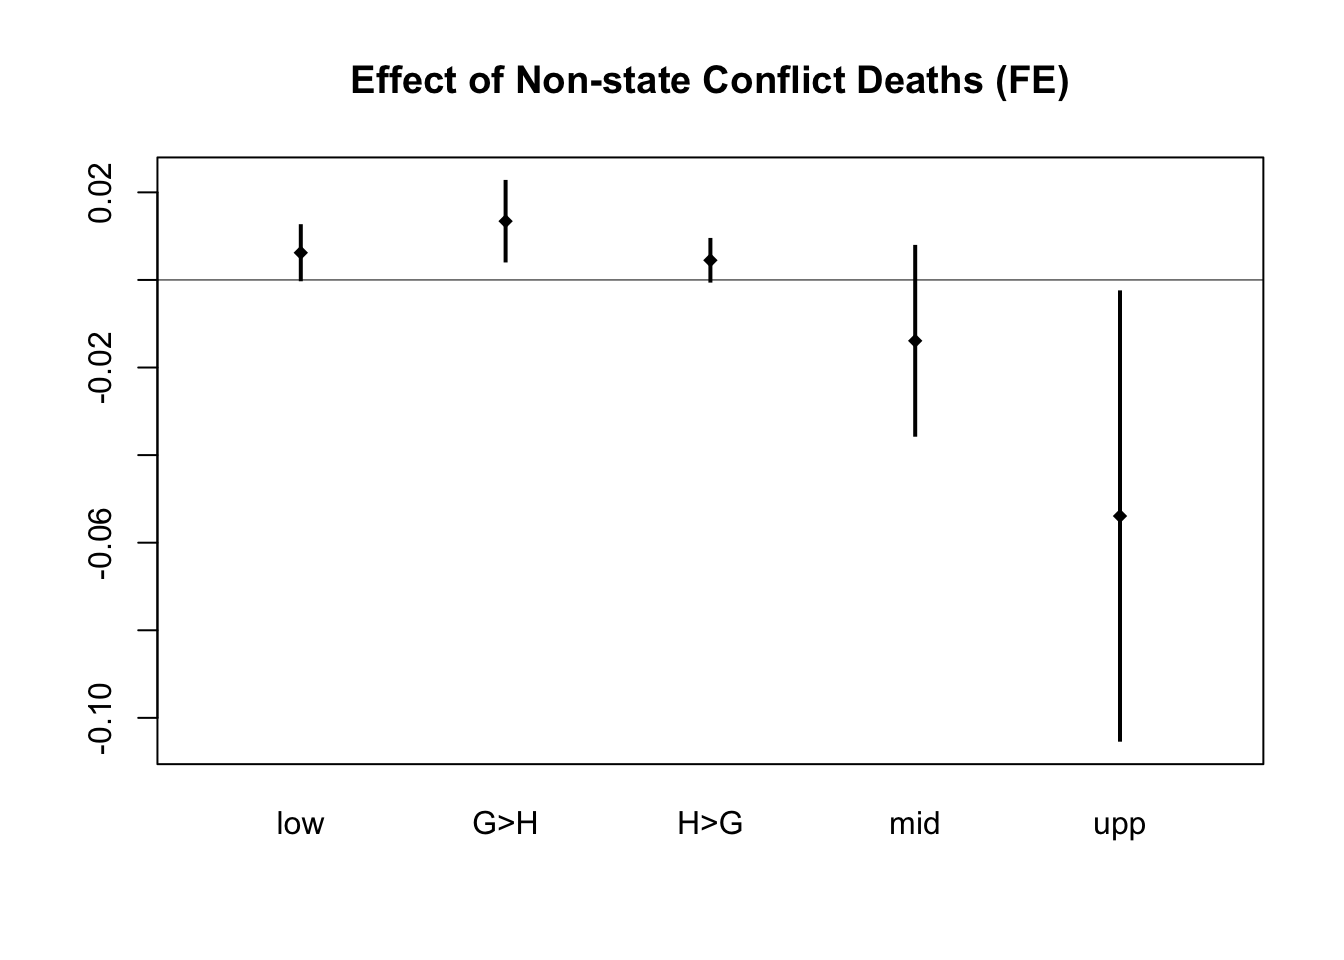 Effect of Non-state Conflict Deaths (FE)
0.02
-0.02
-0.06
-0.10
low G>H H>G mid upp